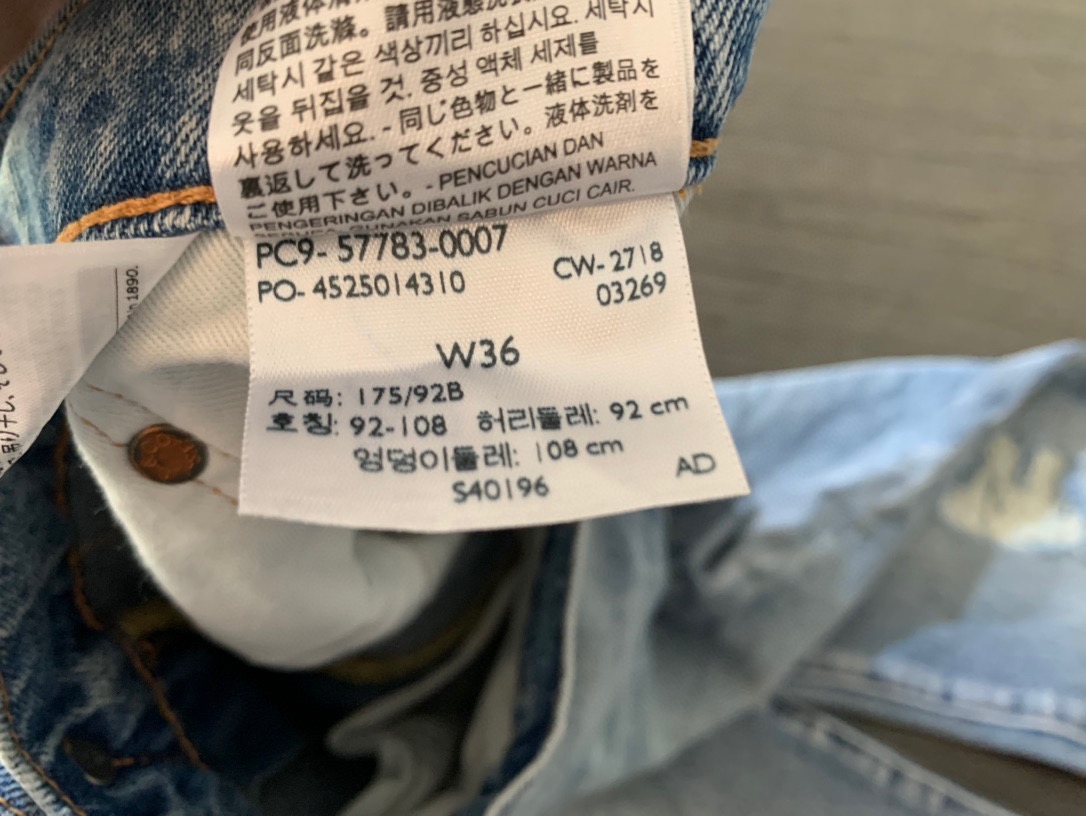 使用液体
同反面洗滌。請用液態洗
세탁시 같은 색상끼리 하십시요. 세탁시
옷을 뒤집을 것. 중성 액체 세제를
사용하세요. - 同じ色物と一緒に製品を
裏返して洗ってください。液体洗剤を
ご使用下さい。- PENCUCIAN DAN
PENGERINGAN DIBALIK DENGAN WARNA
SERUPA. GUNAKAN SABUN CUCI CAIR.
PC9- 57783-0007
PO- 4525014310
CW- 2718
03269
W36
尺码: 175/92B
호칭: 92-108 허리둘레: 92 cm
엉덩이둘레: 108 cm
AD
S40196
1890.